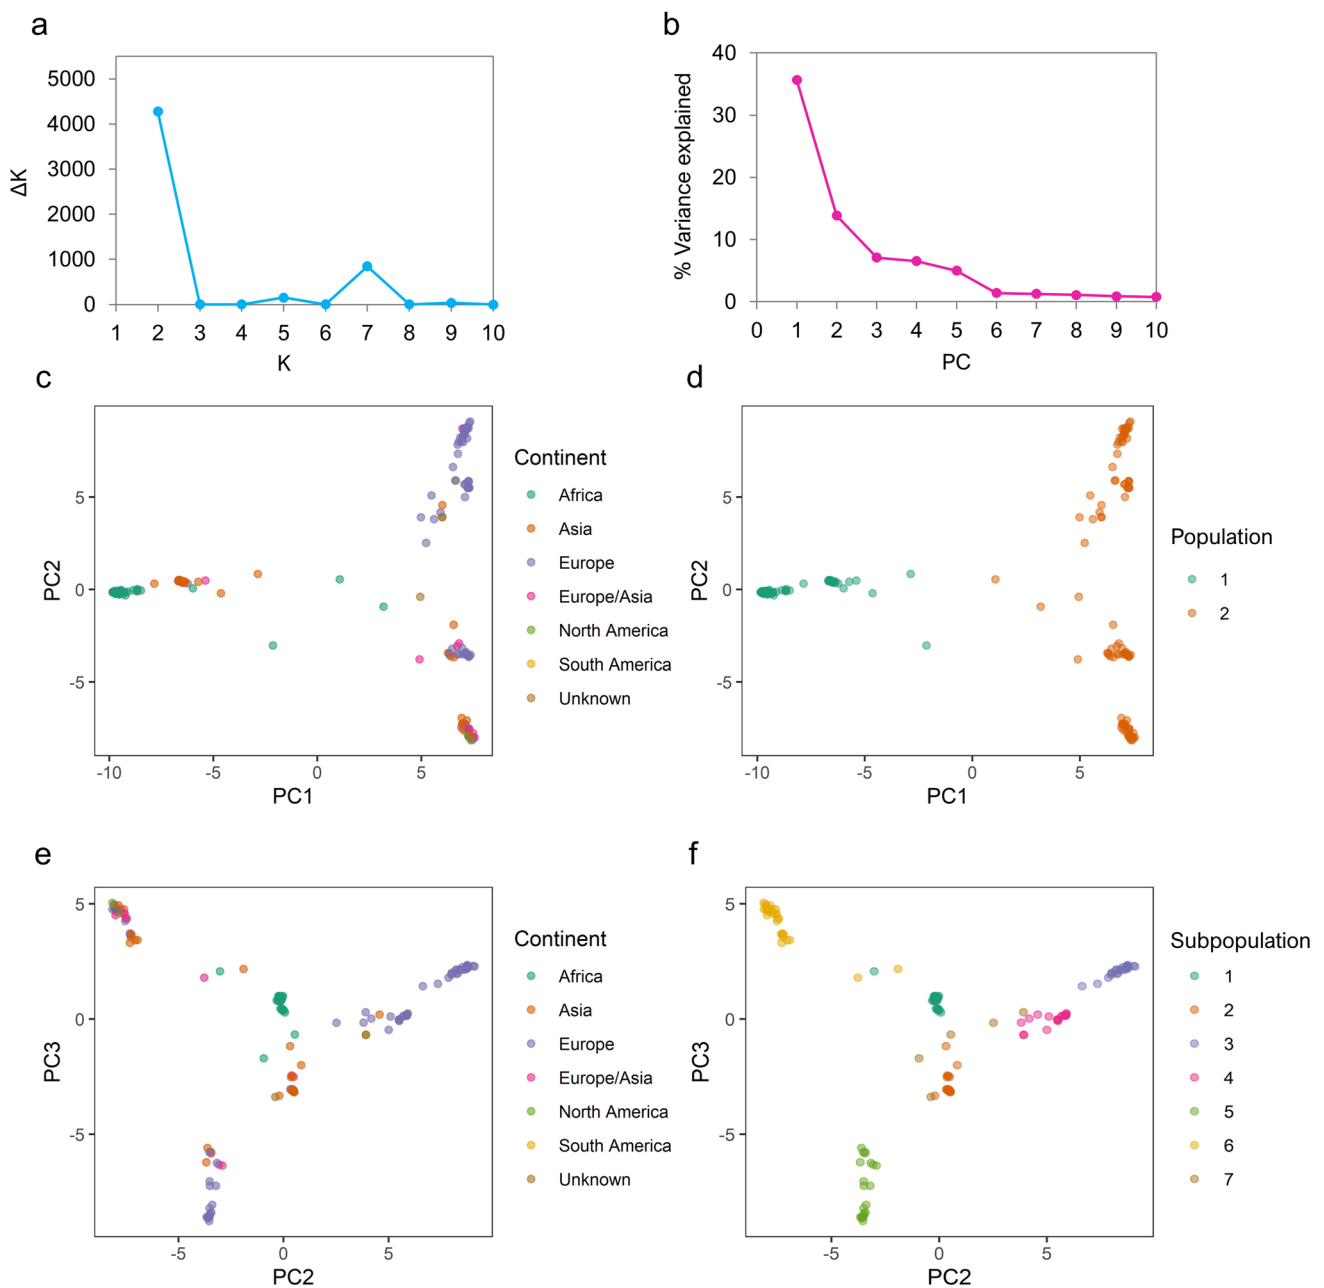 a
5000
4000
3000
2000
1000
0
ΔK
1 2 3 4 5 6 7 8 9 10
K
b
40
30
20
10
0
% Variance explained
0 1 2 3 4 5 6 7 8 9 10
PC
c
5
0
-5
PC2
-10 -5 0 5
PC1
Continent
Africa
Asia
Europe
Europe/Asia
North America
South America
Unknown
d
5
0
-5
PC2
-10 -5 0 5
PC1
Population
1
2
e
5
0
-5
PC3
-5 0 5
PC2
Continent
Africa
Asia
Europe
Europe/Asia
North America
South America
Unknown
f
5
0
-5
PC3
-5 0 5
PC2
Subpopulation
1
2
3
4
5
6
7